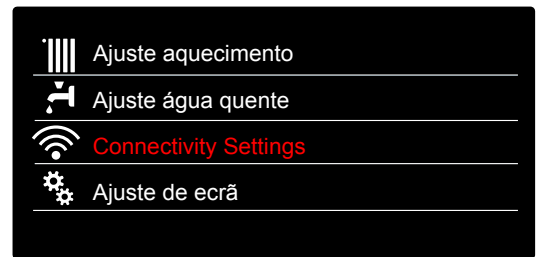 Ajuste aquecimento
Ajuste água quente
Connectivity Settings
Ajuste de ecrã